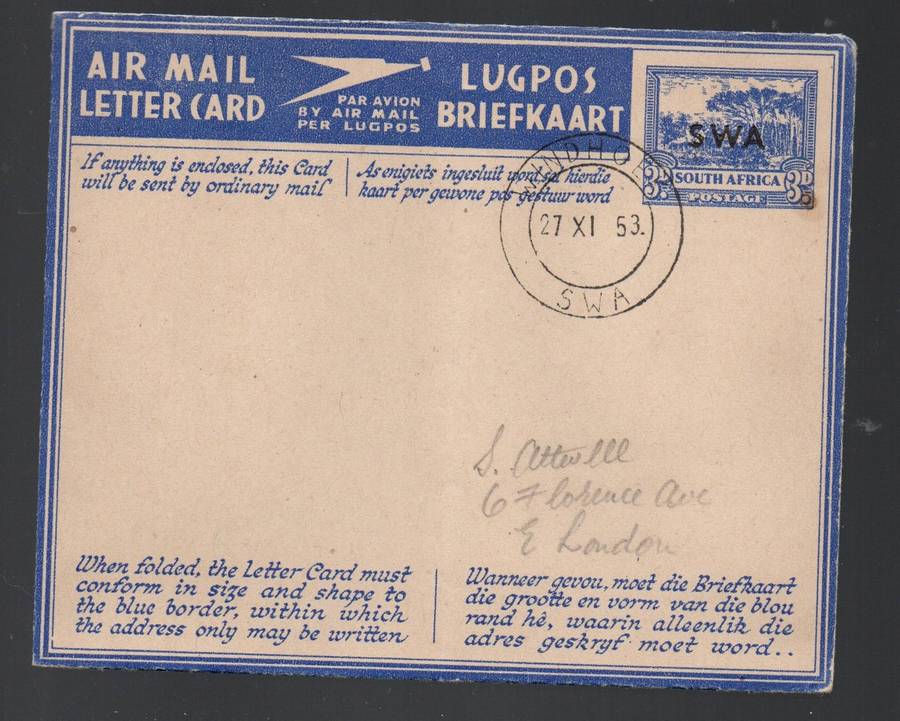 AIR MAIL
LETTER CARD
PAR AVION
BY AIR MAIL
PER LUGPOS
LUGPOS
BRIEFKAART
SWA
3D SOUTH AFRICA 3D
POSTAGE
If anything is enclosed, this Card
will be sent by ordinary mail
As enigiets ingesluit word sal hierdie
kaart per gewone pos gestuur word
WINDHOEK
27 XI 53.
SWA
S. Attwell
6 Florence Ave
E London
When folded, the Letter Card must
conform in size and shape to
the blue border, within which
the address only may be written
Wanneer gevou, moet die Briefkaart
die grootte en vorm van die blou
rand hê, waarin alleenlik die
adres geskryf moet word..